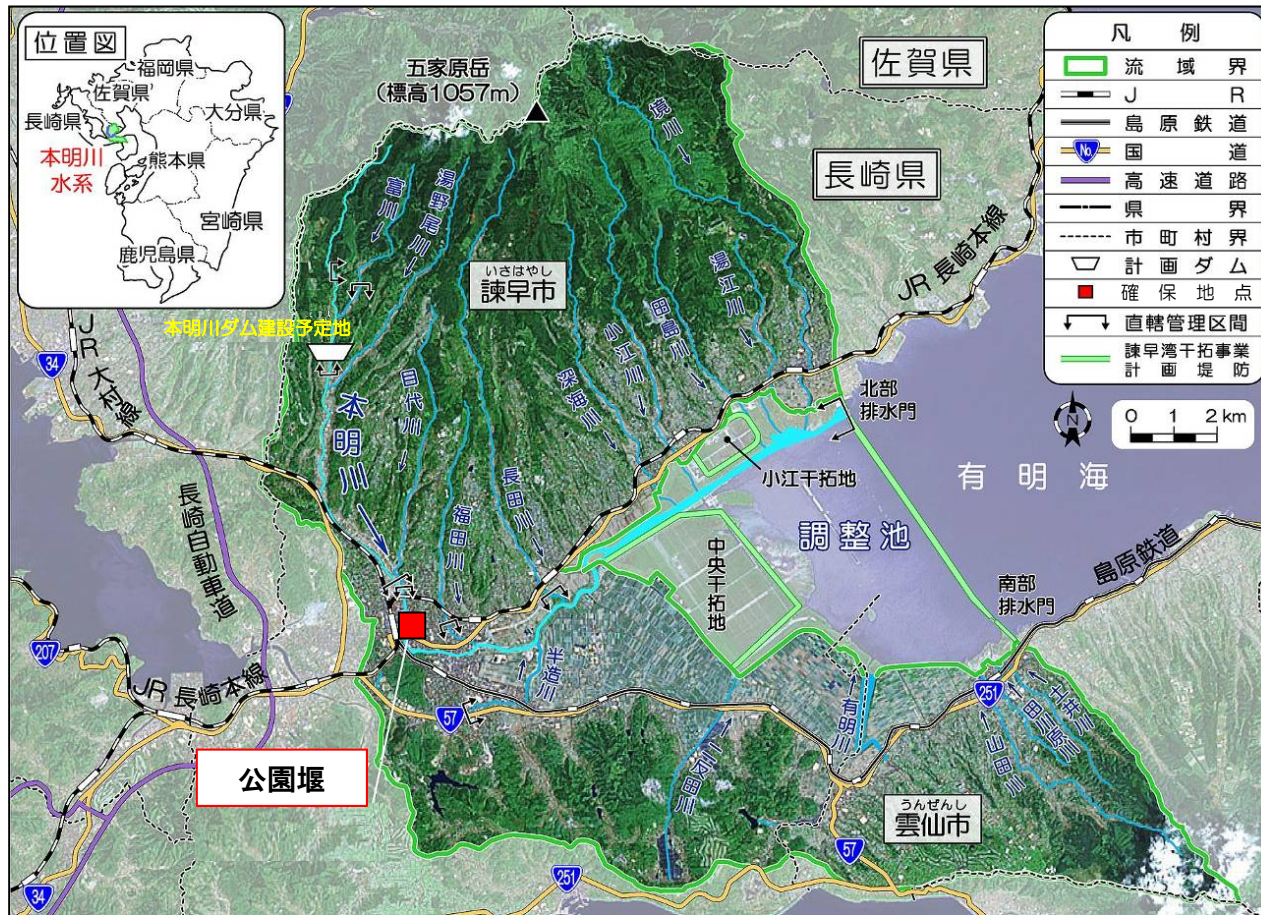 位置図
福岡県
佐賀県
大分県
長崎県
熊本県
本明川
水系
宮崎県
鹿児島県
五家原岳
(標高1057m)
佐賀県
長崎県
凡例
流域界
JR
島原鉄道
No.
国道
高速道路
県界
市町村界
計画ダム
確保地点
直轄管理区間
諫早湾干拓事業
計画堤防
N
0 1 2 km
境川
富川
湯野尾川
いさはやし
諫早市
湯江川
田島川
小江川
深海川
JR 長崎本線
本明川ダム建設予定地
34
JR大村線
本明川
目代川
長田川
福田川
北部
排水門
小江干拓地
有明海
調整池
中央干拓地
長崎自動車道
島原鉄道
南部
排水門
207
JR 長崎本線
半造川
57
251
有明川
二反田川
土井川
山田川
公園堰
うんぜんし
雲仙市
57
34
251